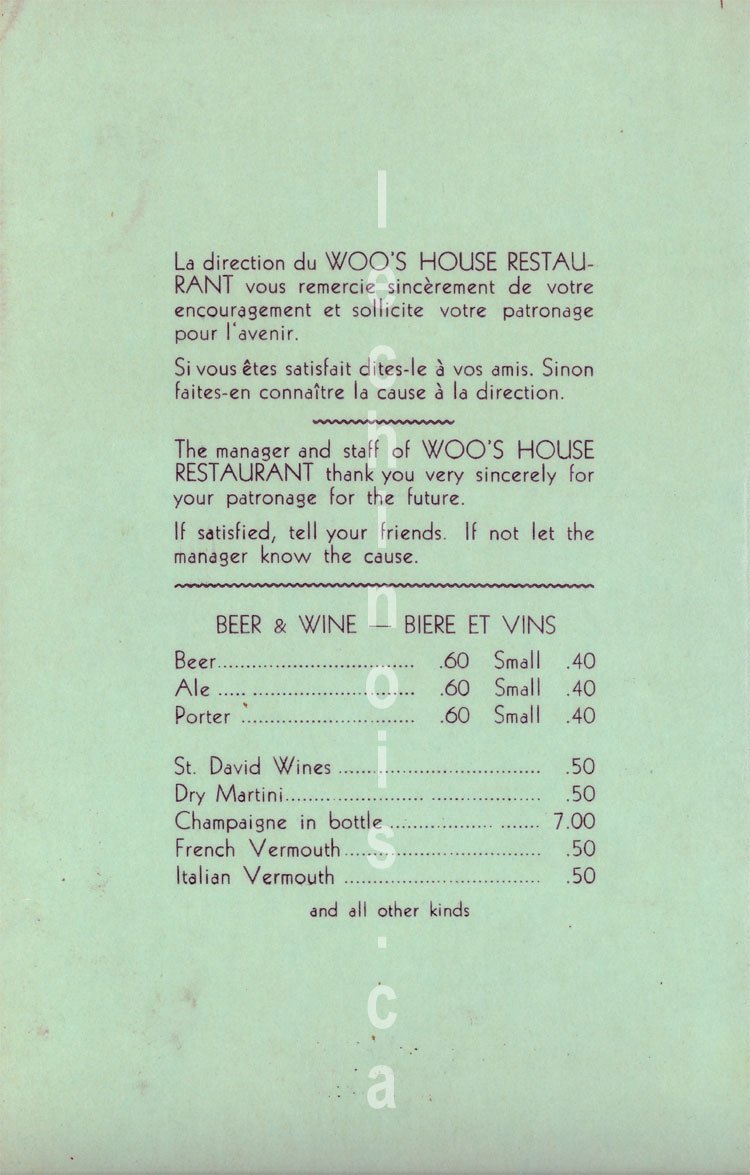 La direction du WOO'S HOUSE RESTAU-
RANT vous remercie sincèrement de votre
encouragement et sollicite votre patronage
pour l'avenir.
Si vous êtes satisfait dites-le à vos amis. Sinon
faites-en connaître la cause à la direction.
The manager and staff of WOO'S HOUSE
RESTAURANT thank you very sincerely for
your patronage for the future.
If satisfied, tell your friends. If not let the
manager know the cause.
BEER & WINE — BIERE ET VINS
Beer................................ .60 Small .40
Ale ..... .......................... .60 Small .40
Porter ............................. .60 Small .40
St. David Wines .................................. .50
Dry Martini........................ .................. .50
Champaigne in bottle .................. ....... 7.00
French Vermouth................................. .50
Italian Vermouth ................................. .50
and all other kinds
lechinois.ca